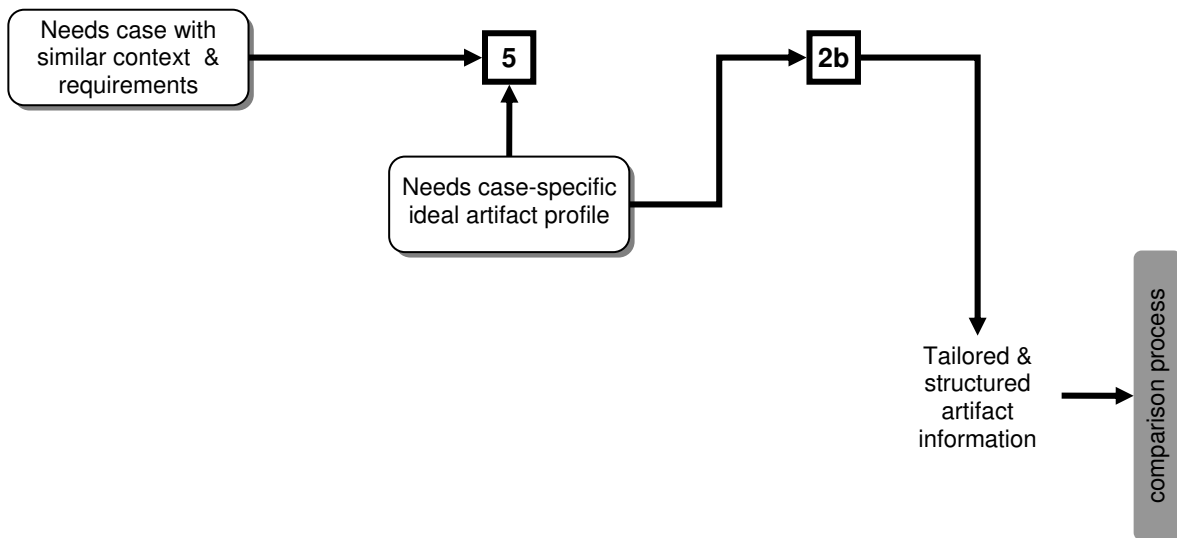 Needs case with
similar context &
requirements
5
2b
Needs case-specific
ideal artifact profile
Tailored &
structured
artifact
information
comparison process